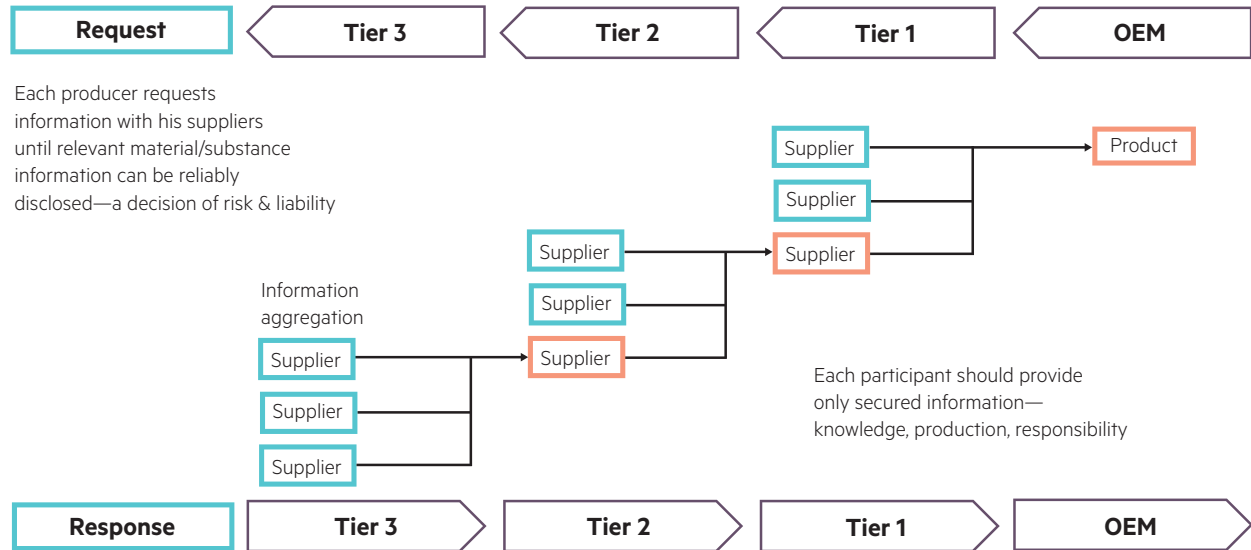 Request
Tier 3
Tier 2
Tier 1
OEM
Each producer requests
information with his suppliers
until relevant material/substance
information can be reliably
disclosed—a decision of risk & liability
Supplier
Product
Supplier
Supplier
Supplier
Supplier
Supplier
Information
aggregation
Supplier
Supplier
Supplier
Each participant should provide
only secured information—
knowledge, production, responsibility
Response
Tier 3
Tier 2
Tier 1
OEM